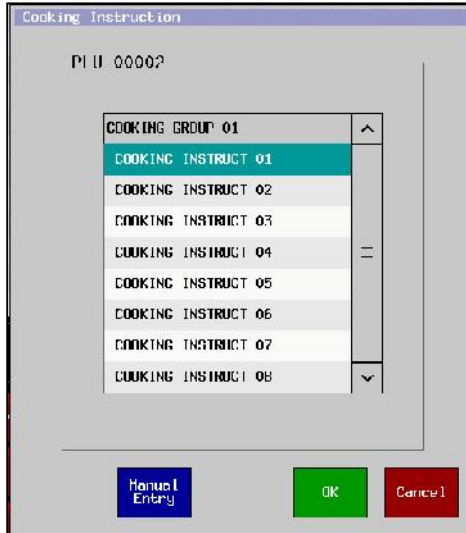 Cooking Instruction
PLU 00002
COOKING GROUP 01
COOKING INSTRUCT 01
COOKING INSTRUCT 02
COOKING INSTRUCT 03
COOKING INSTRUCT 04
COOKING INSTRUCT 05
COOKING INSTRUCT 06
COOKING INSTRUCT 07
COOKING INSTRUCT 08
Manual
Entry
OK
Cancel